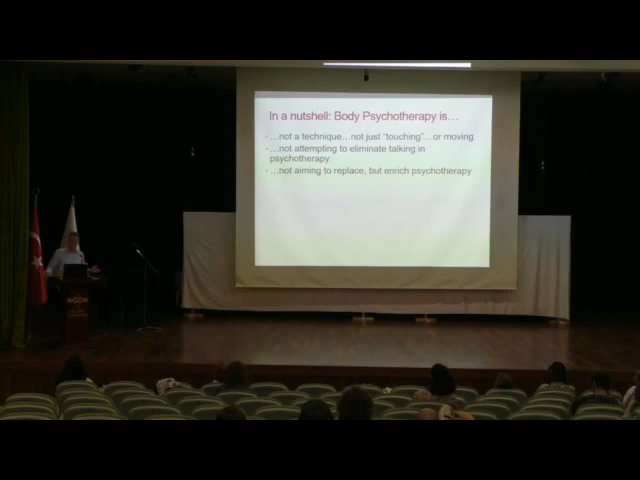 In a nutshell: Body Psychotherapy is…
- …not a technique…not just "touching"…or moving
- …not attempting to eliminate talking in
psychotherapy
- …not aiming to replace, but enrich psychotherapy